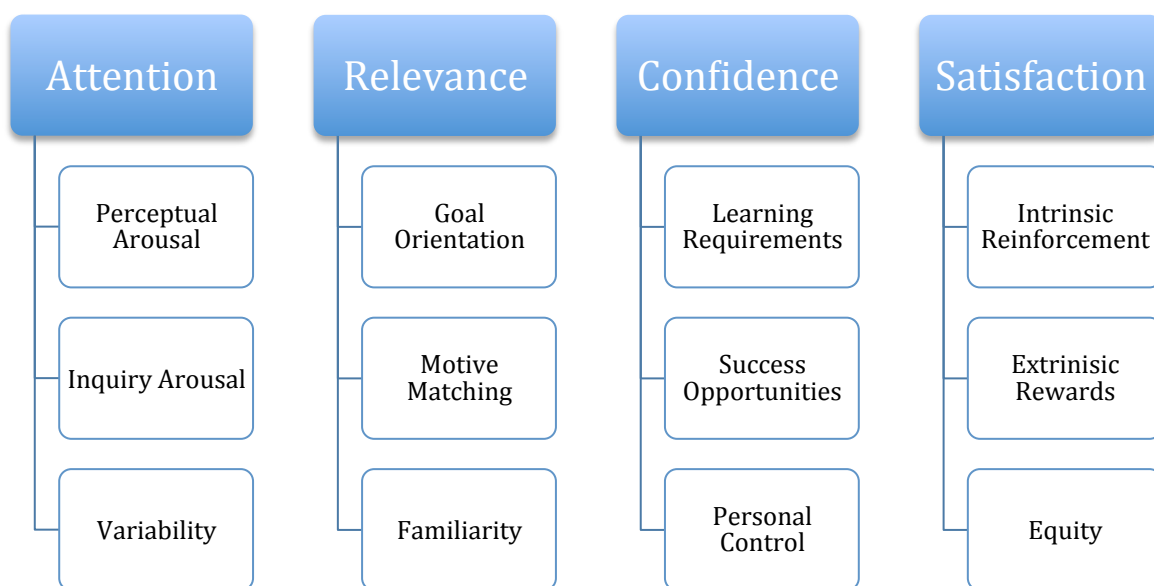 Attention
Perceptual
Arousal
Inquiry Arousal
Variability
Relevance
Goal
Orientation
Motive
Matching
Familiarity
Confidence
Learning
Requirements
Success
Opportunities
Personal
Control
Satisfaction
Intrinsic
Reinforcement
Extrinisic
Rewards
Equity